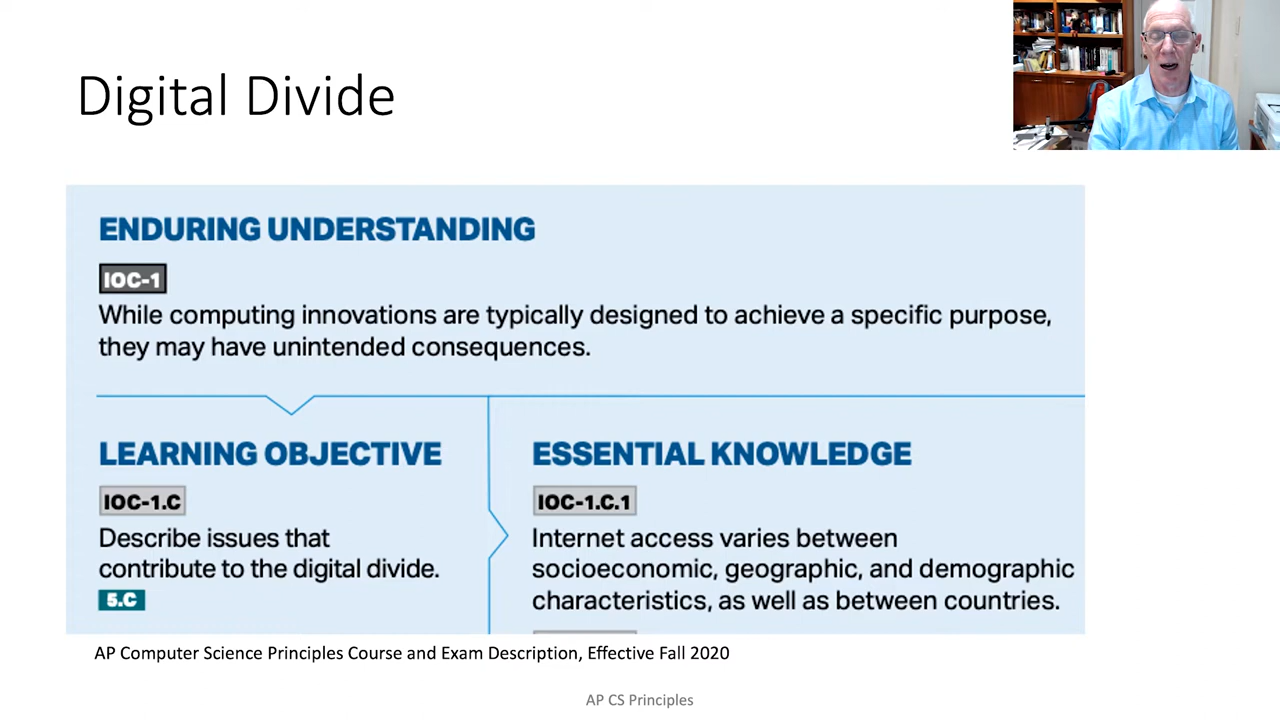 Digital Divide
ENDURING UNDERSTANDING
IOC-1
While computing innovations are typically designed to achieve a specific purpose,
they may have unintended consequences.
LEARNING OBJECTIVE
IOC-1.C
Describe issues that
contribute to the digital divide.
5.C
ESSENTIAL KNOWLEDGE
IOC-1.C.1
Internet access varies between
socioeconomic, geographic, and demographic
characteristics, as well as between countries.
AP Computer Science Principles Course and Exam Description, Effective Fall 2020
AP CS Principles